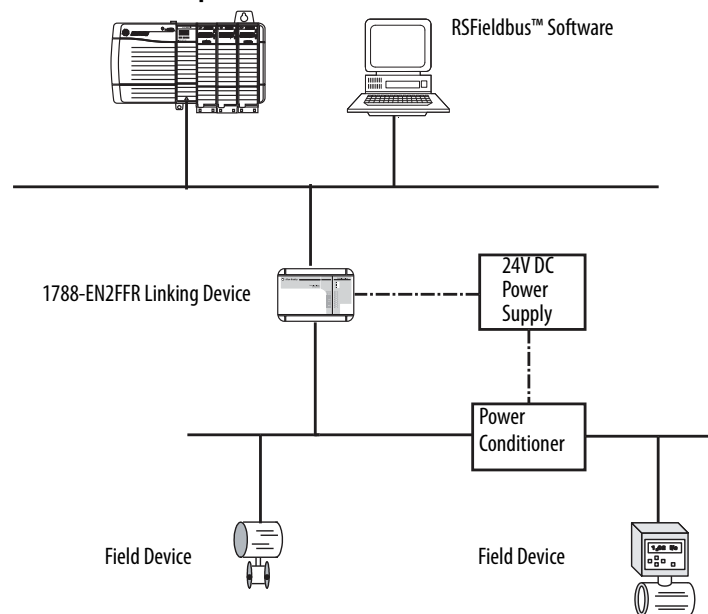 RSFieldbus™ Software
1788-EN2FFR Linking Device
24V DC
Power
Supply
Power
Conditioner
Field Device
Field Device